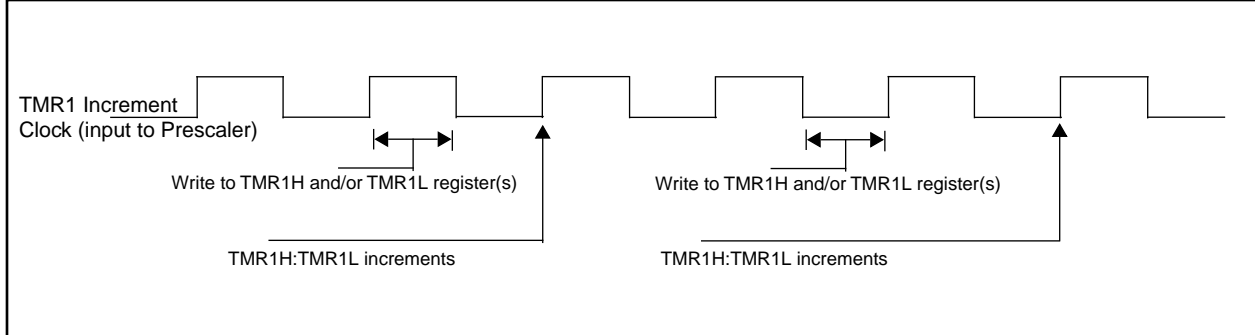 TMR1 Increment
Clock (input to Prescaler)
Write to TMR1H and/or TMR1L register(s)
Write to TMR1H and/or TMR1L register(s)
TMR1H:TMR1L increments
TMR1H:TMR1L increments